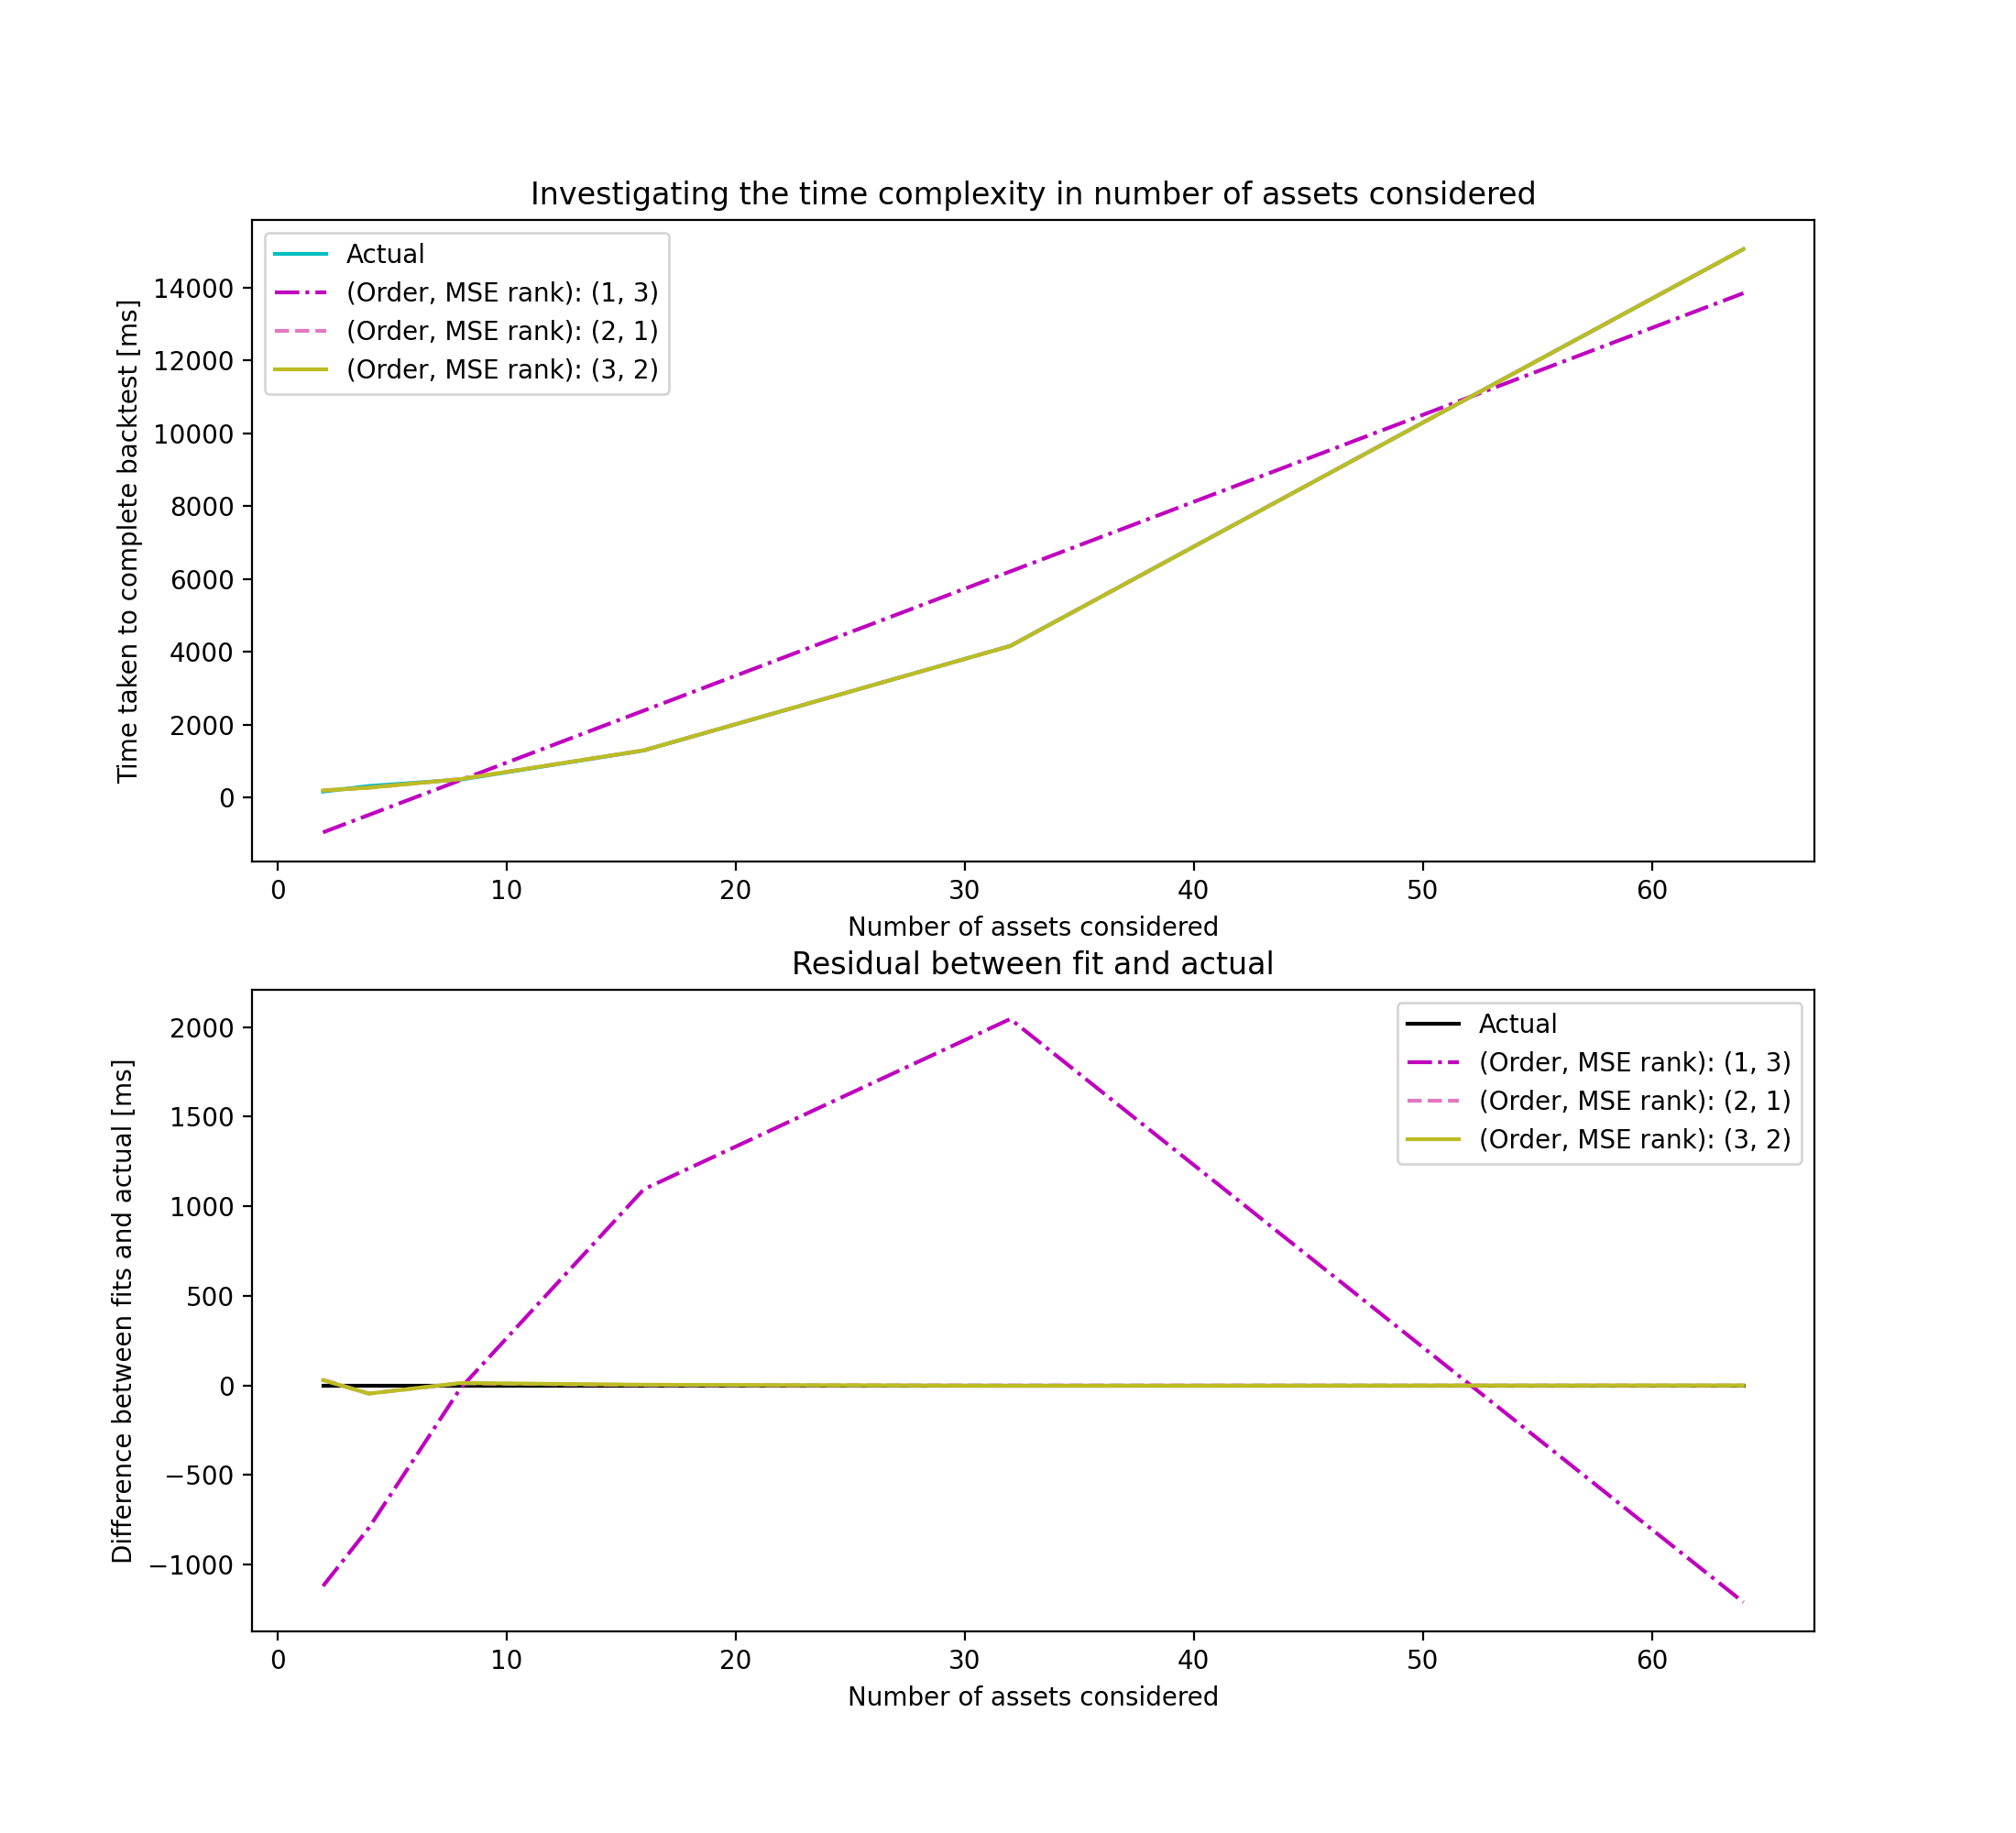 Investigating the time complexity in number of assets considered
Actual
(Order, MSE rank): (1, 3)
(Order, MSE rank): (2, 1)
(Order, MSE rank): (3, 2)
Time taken to complete backtest [ms]
14000
12000
10000
8000
6000
4000
2000
0
0 10 20 30 40 50 60
Number of assets considered
Residual between fit and actual
Actual
(Order, MSE rank): (1, 3)
(Order, MSE rank): (2, 1)
(Order, MSE rank): (3, 2)
Difference between fits and actual [ms]
2000
1500
1000
500
0
−500
−1000
0 10 20 30 40 50 60
Number of assets considered